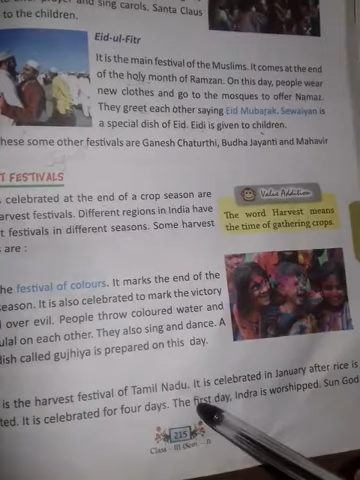 and sing carols. Santa Claus
to the children.
Eid-ul-Fitr
It is the main festival of the Muslims. It comes at the end
of the holy month of Ramzan. On this day, people wear
new clothes and go to the mosques to offer Namaz.
They greet each other saying Eid Mubarak. Sewaiyan is
a special dish of Eid. Eidi is given to children.
hese some other festivals are Ganesh Chaturthi, Budha Jayanti and Mahavir
T FESTIVALS
celebrated at the end of a crop season are
arvest festivals. Different regions in India have
t festivals in different seasons. Some harvest
are :
Value Addition
The word Harvest means
the time of gathering crops.
he festival of colours. It marks the end of the
season. It is also celebrated to mark the victory
over evil. People throw coloured water and
ulal on each other. They also sing and dance. A
dish called gujhiya is prepared on this day.
is the harvest festival of Tamil Nadu. It is celebrated in January after rice is
ted. It is celebrated for four days. The first day, Indra is worshipped. Sun God
215
Class - III (Sem. - I)